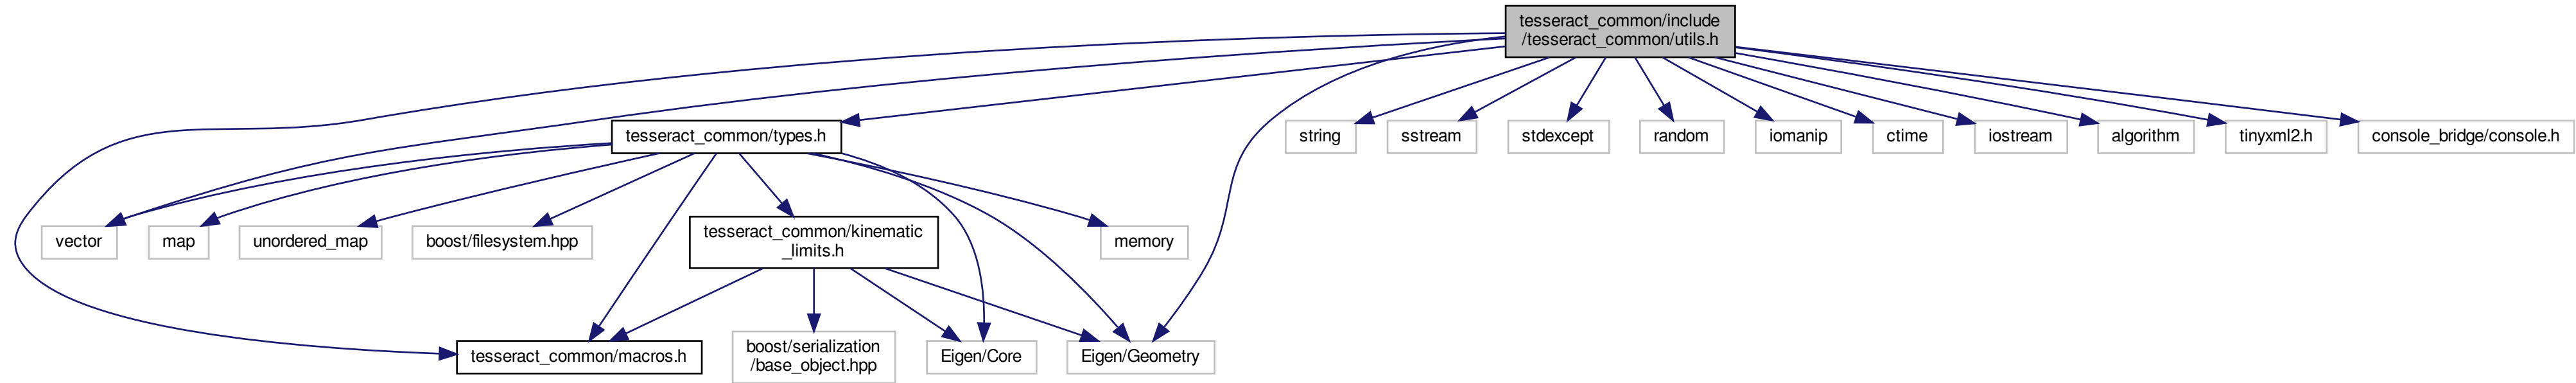 tesseract_common/include
/tesseract_common/utils.h
tesseract_common/types.h
string
sstream
stdexcept
random
iomanip
ctime
iostream
algorithm
tinyxml2.h
console_bridge/console.h
vector
map
unordered_map
boost/filesystem.hpp
tesseract_common/kinematic
_limits.h
memory
tesseract_common/macros.h
boost/serialization
/base_object.hpp
Eigen/Core
Eigen/Geometry